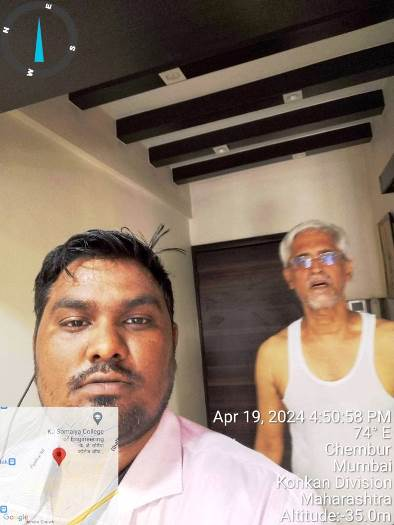 N
E
W
S
K. J. Somaiya College
of Engineering
Google
Apr 19, 2024 4:50:58 PM
74° E
Chembur
Mumbai
Konkan Division
Maharashtra
Altitude:-35.0m